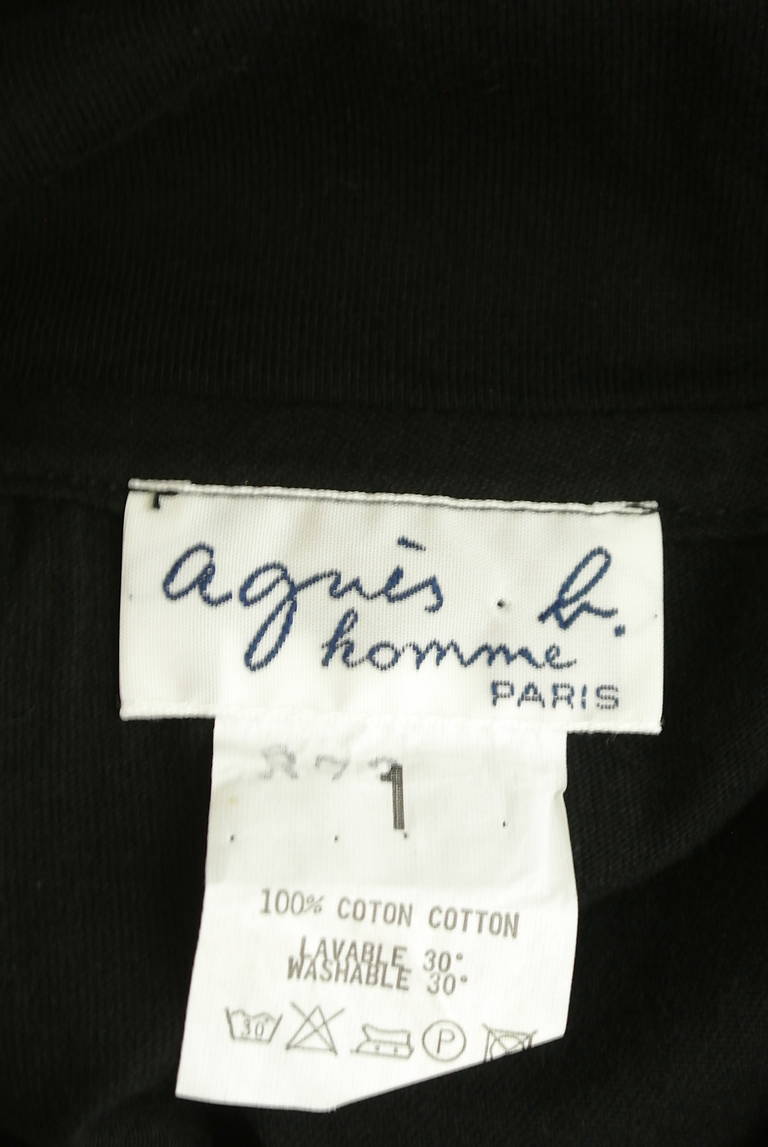 agnès b.
homme
PARIS
1
100% COTON COTTON
LAVABLE 30°
WASHABLE 30°
30° P